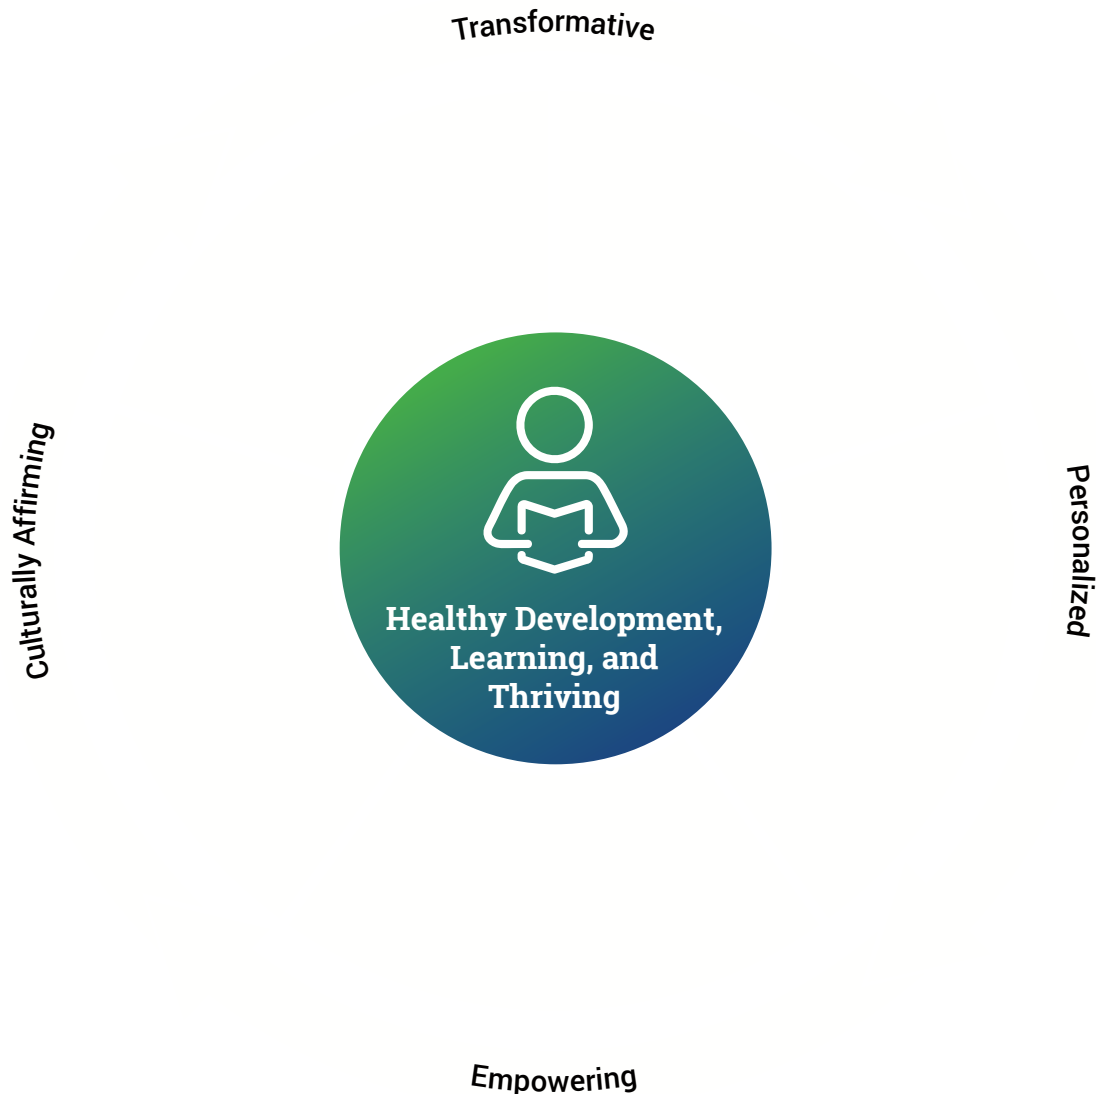 Transformative
Culturally Affirming
Personalized
Healthy Development,
Learning, and
Thriving
Empowering